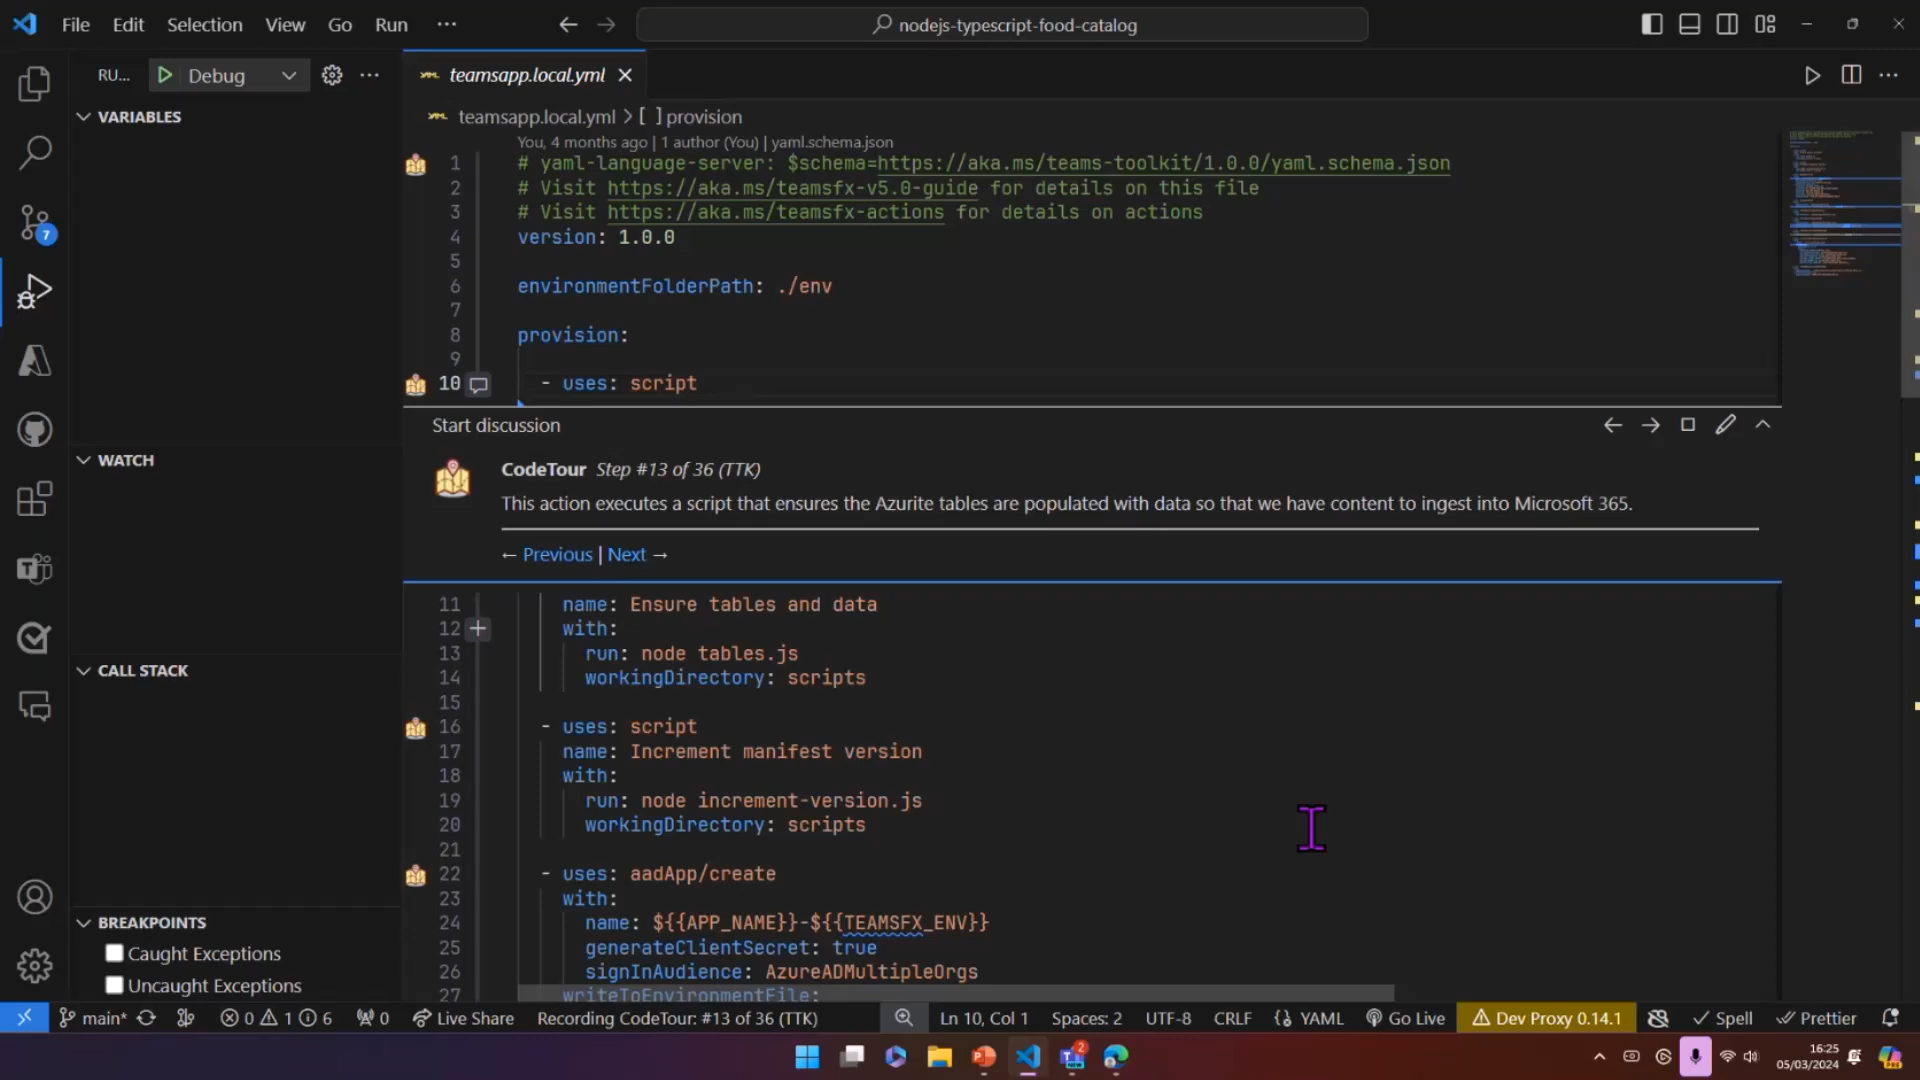 File Edit Selection View Go Run ...
nodejs-typescript-food-catalog
RU... Debug
teamsapp.local.yml
VARIABLES
teamsapp.local.yml > [ ] provision
You, 4 months ago | 1 author (You) | yaml.schema.json
1 # yaml-language-server: $schema=https://aka.ms/teams-toolkit/1.0.0/yaml.schema.json
2 # Visit https://aka.ms/teamsfx-v5.0-guide for details on this file
3 # Visit https://aka.ms/teamsfx-actions for details on actions
4 version: 1.0.0
5
6 environmentFolderPath: ./env
7
8 provision:
9
10 - uses: script
Start discussion
CodeTour Step #13 of 36 (TTK)
This action executes a script that ensures the Azurite tables are populated with data so that we have content to ingest into Microsoft 365.
← Previous | Next →
WATCH
11 name: Ensure tables and data
12 with:
13 run: node tables.js
14 workingDirectory: scripts
15
16 - uses: script
17 name: Increment manifest version
18 with:
19 run: node increment-version.js
20 workingDirectory: scripts
21
22 - uses: aadApp/create
23 with:
24 name: ${{APP_NAME}}-${{TEAMSFX_ENV}}
25 generateClientSecret: true
26 signInAudience: AzureADMultipleOrgs
27 writeToEnvironmentFile:
CALL STACK
BREAKPOINTS
Caught Exceptions
Uncaught Exceptions
7
main* 0 1 6 0 Live Share Recording CodeTour: #13 of 36 (TTK) Ln 10, Col 1 Spaces: 2 UTF-8 CRLF YAML Go Live Dev Proxy 0.14.1 Spell Prettier
2
16:25
05/03/2024